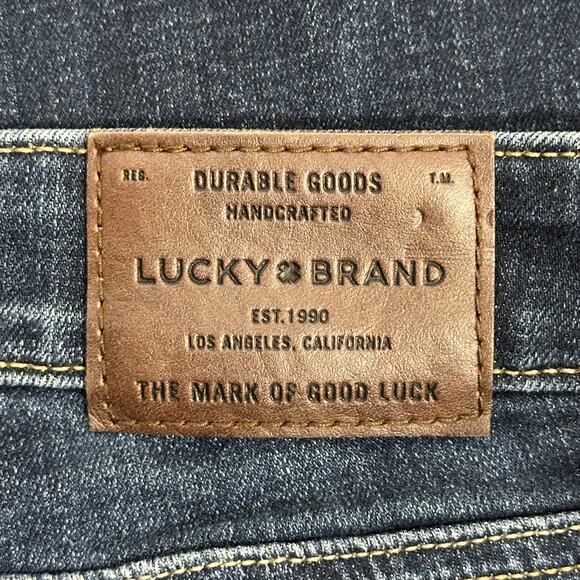 REG. DURABLE GOODS T.M.
HANDCRAFTED
LUCKY BRAND
EST. 1990
LOS ANGELES, CALIFORNIA
THE MARK OF GOOD LUCK